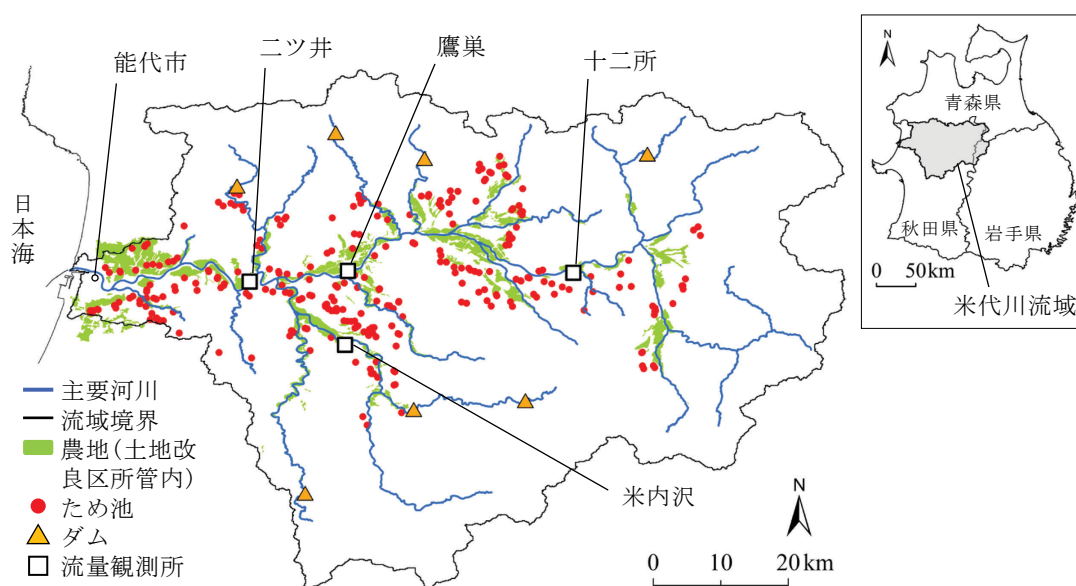 能代市
二ツ井
鷹巣
十二所
日本海
米内沢
主要河川
流域境界
農地(土地改
良区所管内)
ため池
ダム
流量観測所
N
0 10 20 km
N
青森県
秋田県
岩手県
0 50km
米代川流域